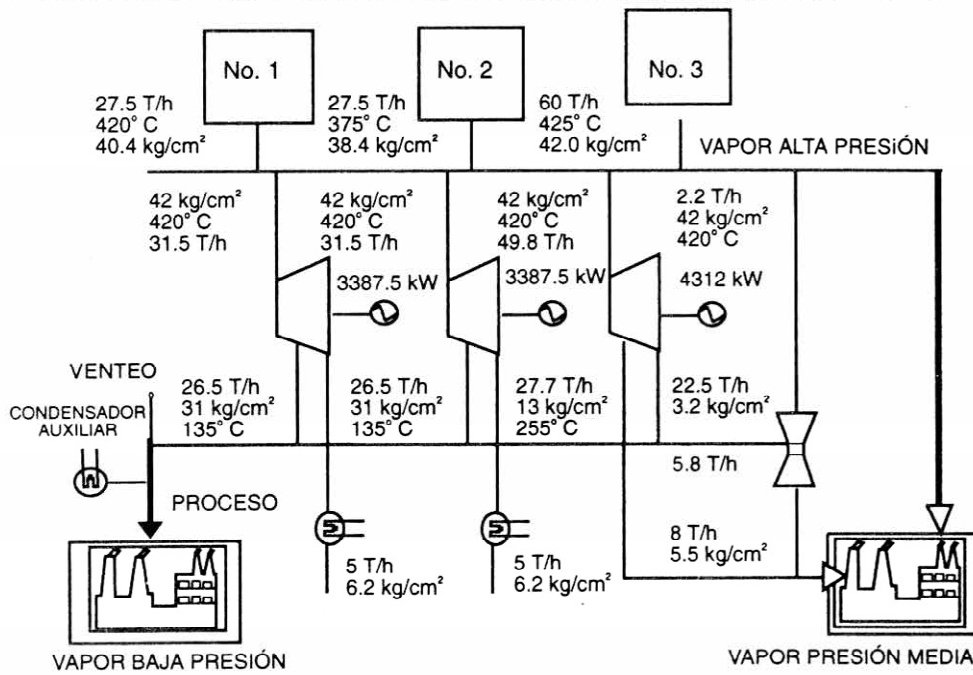 No. 1
No. 2
No. 3
27.5 T/h
420° C
40.4 kg/cm²
27.5 T/h
375° C
38.4 kg/cm²
60 T/h
425° C
42.0 kg/cm²
VAPOR ALTA PRESIÓN
42 kg/cm²
420° C
31.5 T/h
42 kg/cm²
420° C
31.5 T/h
42 kg/cm²
420° C
49.8 T/h
2.2 T/h
42 kg/cm²
420° C
3387.5 kW
3387.5 kW
4312 kW
VENTEO
CONDENSADOR
AUXILIAR
26.5 T/h
31 kg/cm²
135° C
26.5 T/h
31 kg/cm²
135° C
27.7 T/h
13 kg/cm²
255° C
22.5 T/h
3.2 kg/cm²
5.8 T/h
PROCESO
5 T/h
6.2 kg/cm²
5 T/h
6.2 kg/cm²
8 T/h
5.5 kg/cm²
VAPOR BAJA PRESIÓN
VAPOR PRESIÓN MEDIA